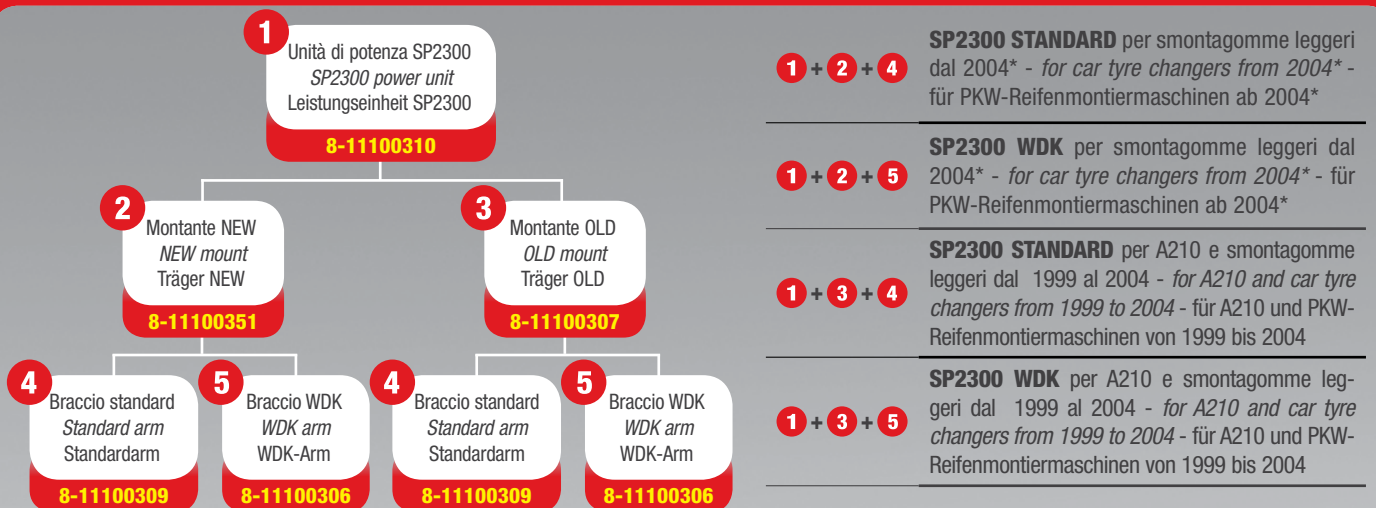 1
Unità di potenza SP2300
SP2300 power unit
Leistungseinheit SP2300
8-11100310
2
Montante NEW
NEW mount
Träger NEW
8-11100351
3
Montante OLD
OLD mount
Träger OLD
8-11100307
4
Braccio standard
Standard arm
Standardarm
8-11100309
5
Braccio WDK
WDK arm
WDK-Arm
8-11100306
4
Braccio standard
Standard arm
Standardarm
8-11100309
5
Braccio WDK
WDK arm
WDK-Arm
8-11100306
1 + 2 + 4
SP2300 STANDARD per smontagomme leggeri
dal 2004* - for car tyre changers from 2004* -
für PKW-Reifenmontiermaschinen ab 2004*
1 + 2 + 5
SP2300 WDK per smontagomme leggeri dal
2004* - for car tyre changers from 2004* - für
PKW-Reifenmontiermaschinen ab 2004*
1 + 3 + 4
SP2300 STANDARD per A210 e smontagomme
leggeri dal 1999 al 2004 - for A210 and car tyre
changers from 1999 to 2004 - für A210 und PKW-
Reifenmontiermaschinen von 1999 bis 2004
1 + 3 + 5
SP2300 WDK per A210 e smontagomme leg-
geri dal 1999 al 2004 - for A210 and car tyre
changers from 1999 to 2004 - für A210 und PKW-
Reifenmontiermaschinen von 1999 bis 2004